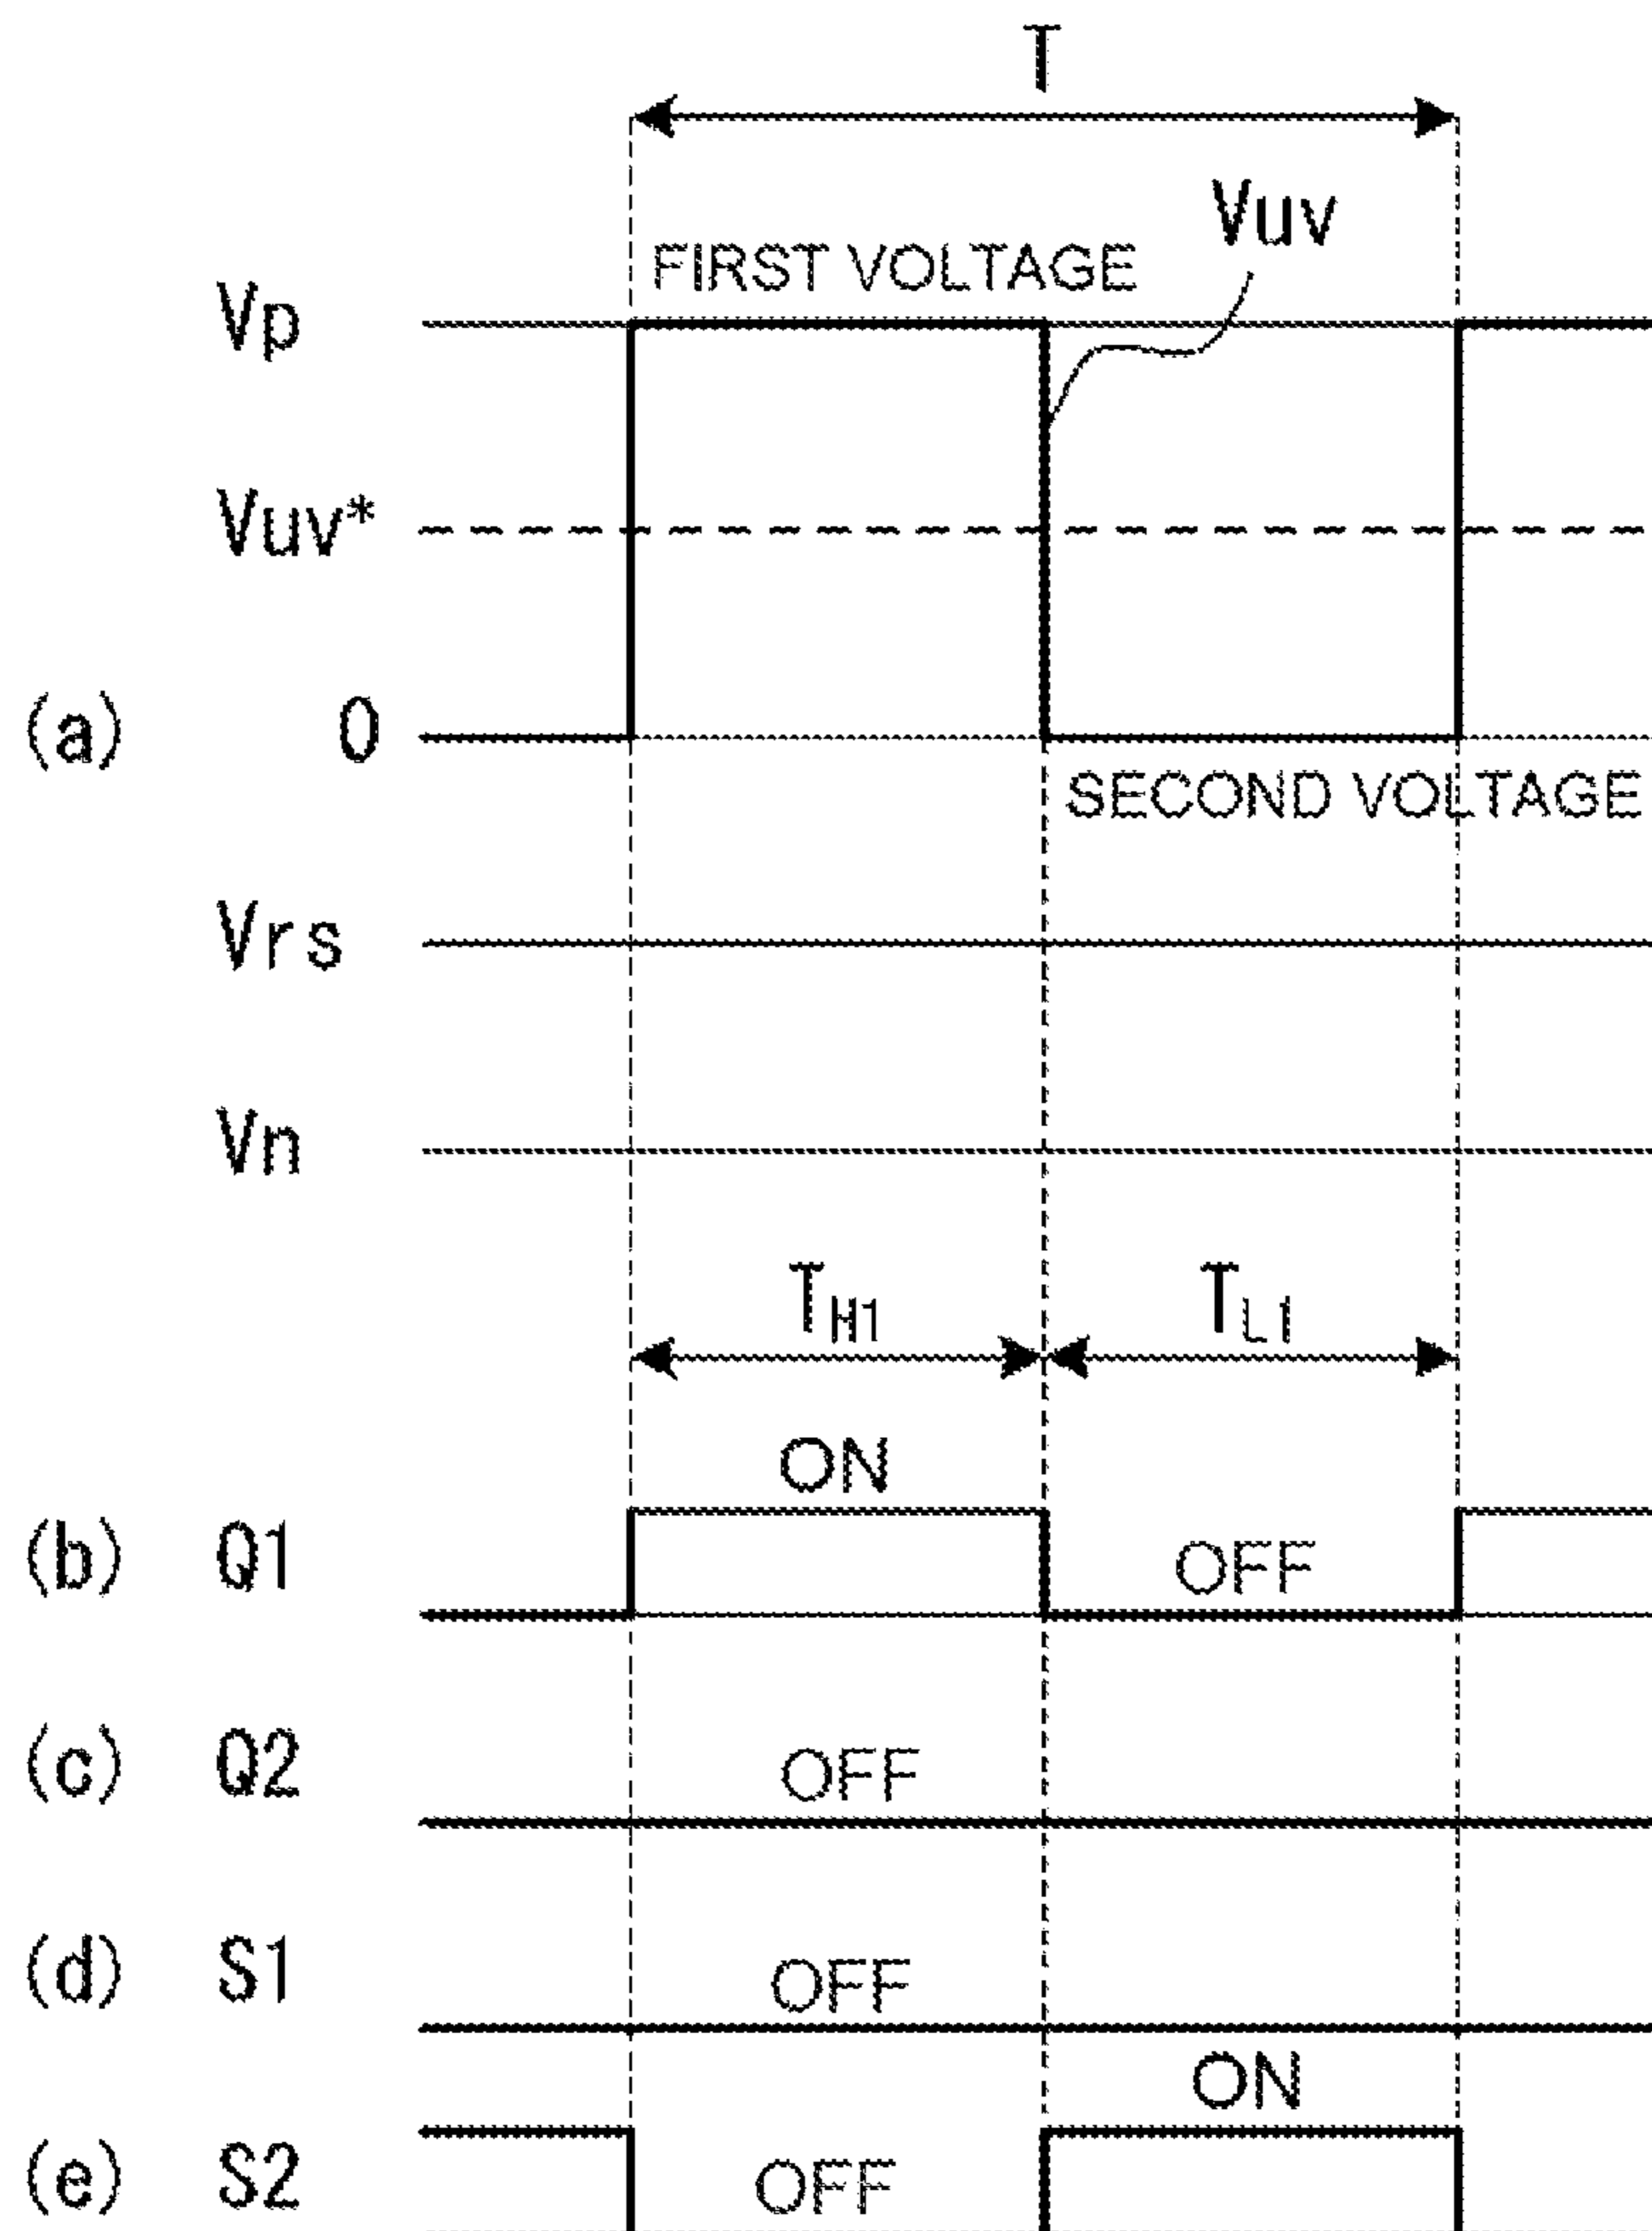 T
Vuv
FIRST VOLTAGE
Vp
Vuv*
(a) 0
SECOND VOLTAGE
Vrs
Vn
TH1 TL1
ON
(b) Q1 OFF
(c) Q2 OFF
(d) S1 OFF
ON
(e) S2 OFF